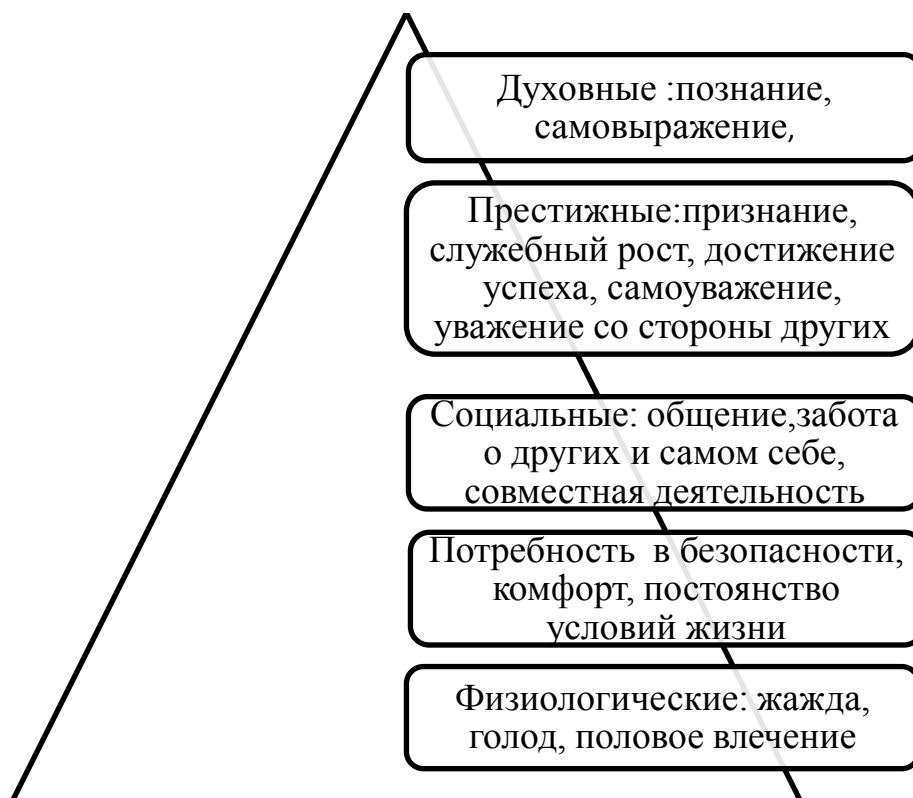 Духовные :познание,
самовыражение,
Престижные:признание,
служебный рост, достижение
успеха, самоуважение,
уважение со стороны других
Социальные: общение,забота
о других и самом себе,
совместная деятельность
Потребность  в безопасности,
комфорт, постоянство
условий жизни
Физиологические: жажда,
голод, половое влечение